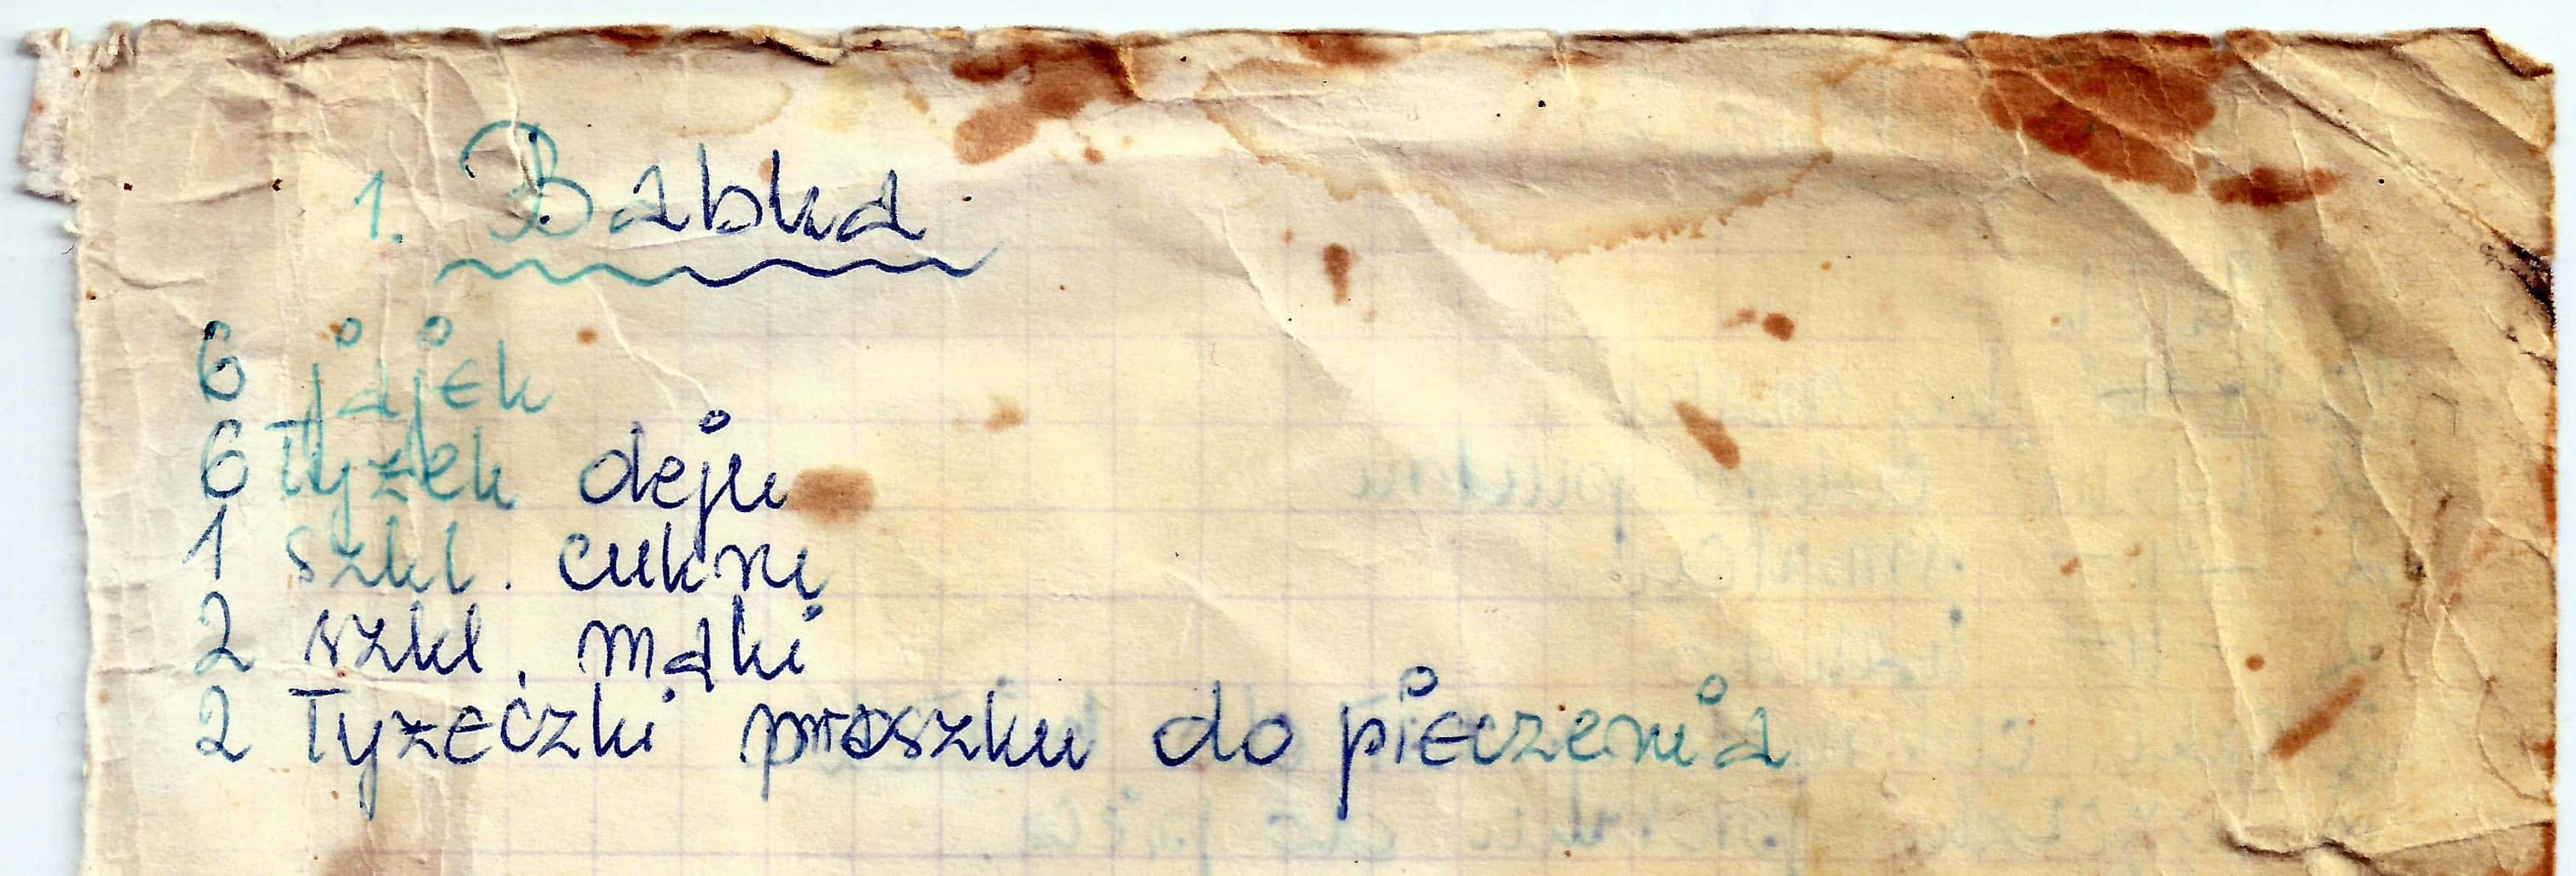 1. Babka
6 jajek
6 łyżek oleju
1 szkl. cukru
2 szkl. mąki
2 łyżeczki proszku do pieczenia